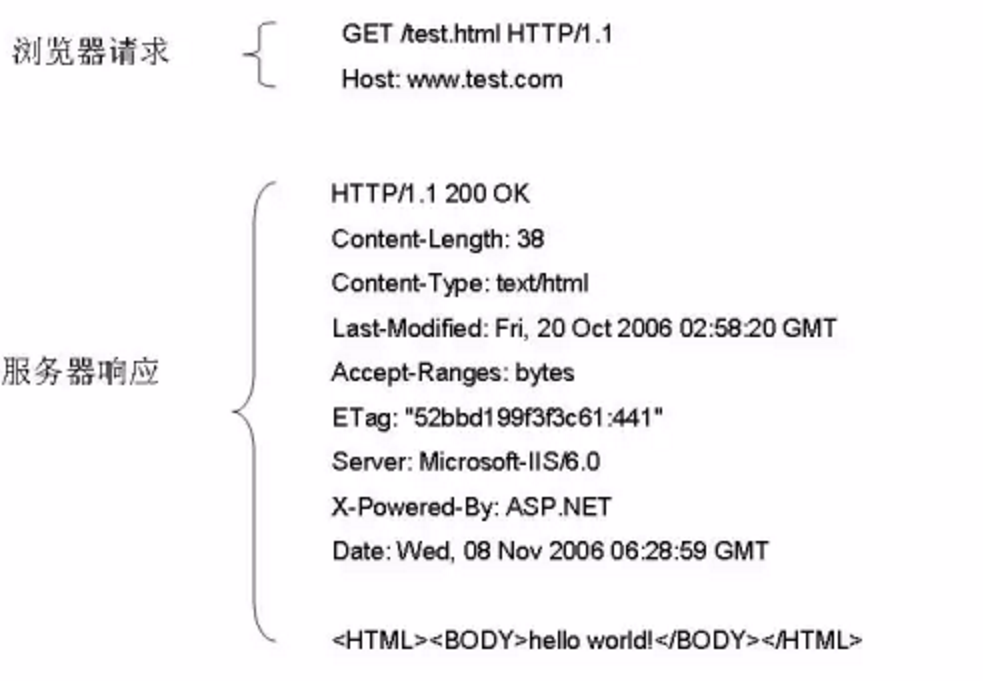 浏览器请求
GET /test.html HTTP/1.1
Host: www.test.com
服务器响应
HTTP/1.1 200 OK
Content-Length: 38
Content-Type: text/html
Last-Modified: Fri, 20 Oct 2006 02:58:20 GMT
Accept-Ranges: bytes
ETag: "52bbd199f3f3c61:441"
Server: Microsoft-IIS/6.0
X-Powered-By: ASP.NET
Date: Wed, 08 Nov 2006 06:28:59 GMT
<HTML><BODY>hello world!</BODY></HTML>